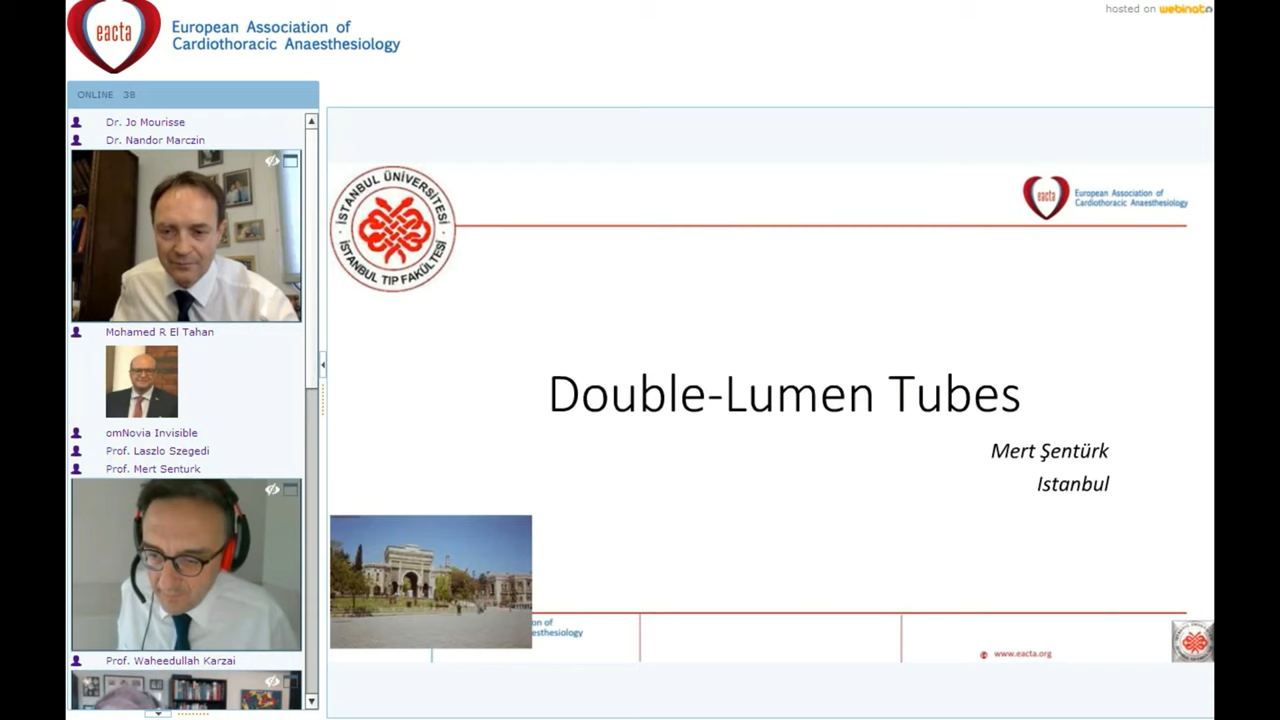 hosted on webinato
eacta
European Association of
Cardiothoracic Anaesthesiology
ONLINE 38
Dr. Jo Mourisse
Dr. Nandor Marczin
Mohamed R El Tahan
omNovia Invisible
Prof. Laszlo Szegedi
Prof. Mert Senturk
Prof. Waheedullah Karzai
İSTANBUL ÜNİVERSİTESİ
İSTANBUL TIP FAKÜLTESİ
eacta
European Association of
Cardiothoracic Anaesthesiology
Double-Lumen Tubes
Mert Şentürk
Istanbul
on of
esthesiology
www.eacta.org